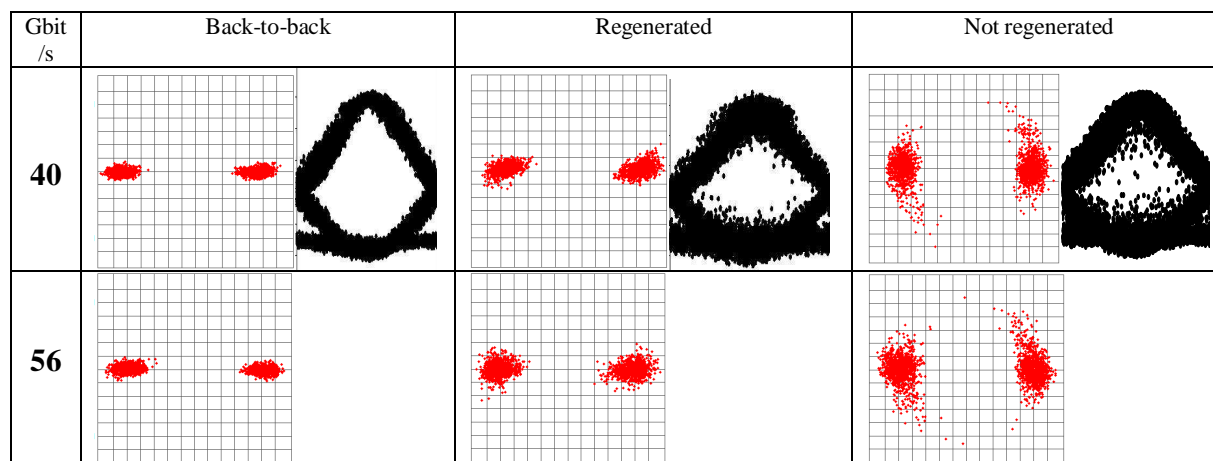 Gbit
/s
Back-to-back
Regenerated
Not regenerated
40
56